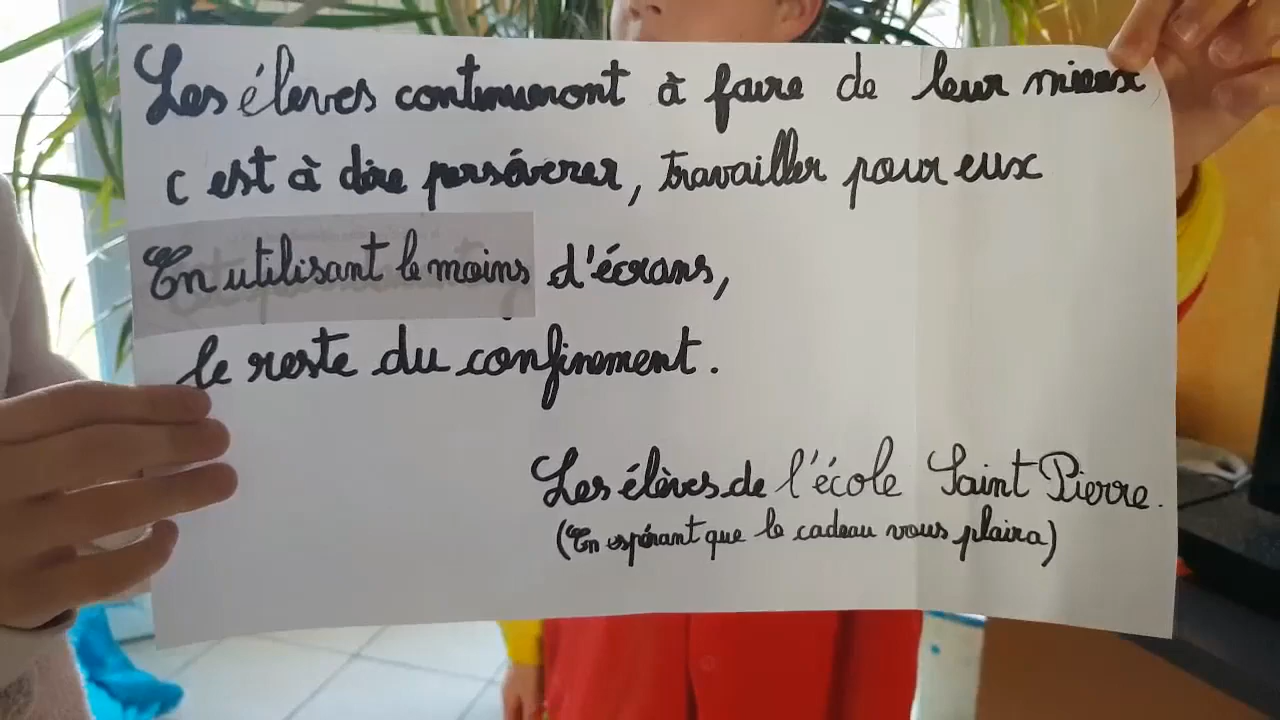 Les élèves continueront à faire de leur mieux
c est à dire persévérer, travailler pour eux
En utilisant le moins d'écrans,
le reste du confinement.
Les élèves de l'école Saint Pierre.
(En espérant que le cadeau vous plaira)